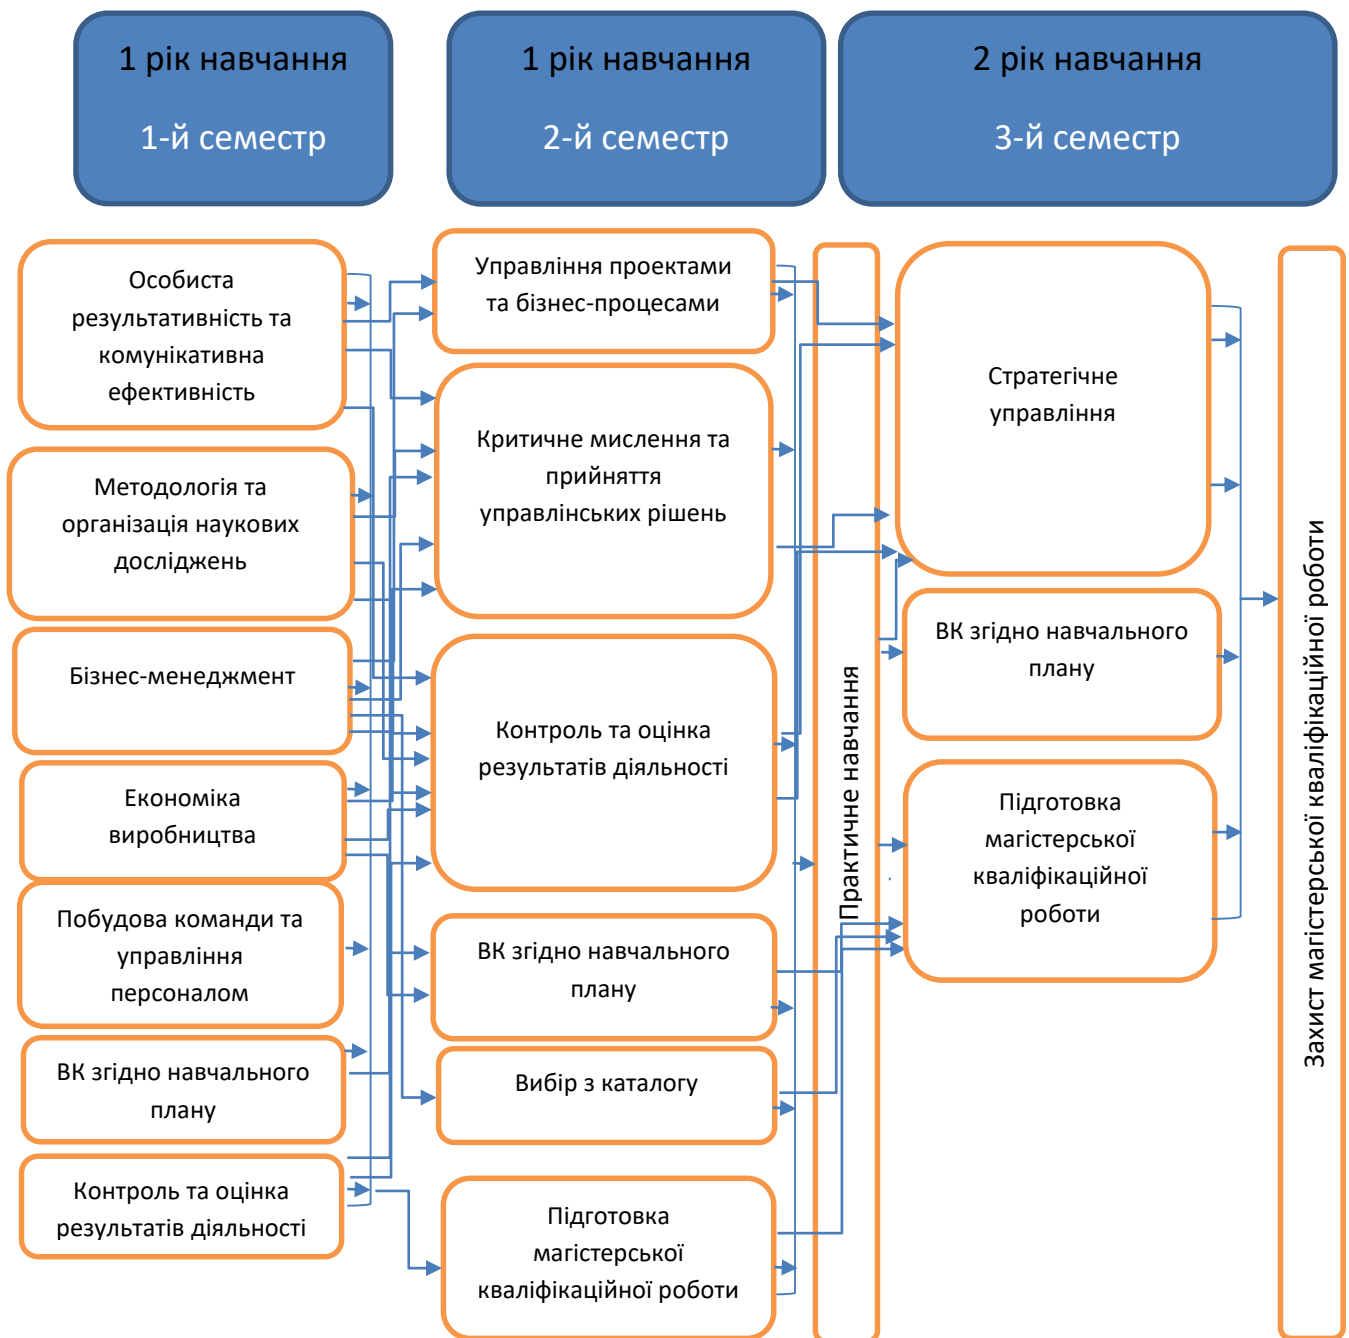 1 рік навчання
1-й семестр
1 рік навчання
2-й семестр
2 рік навчання
3-й семестр
Особиста
результативність та
комунікативна
ефективність
Методологія та
організація наукових
досліджень
Бізнес-менеджмент
Економіка
виробництва
Побудова команди та
управління
персоналом
ВК згідно навчального
плану
Контроль та оцінка
результатів діяльності
Управління проектами
та бізнес-процесами
Критичне мислення та
прийняття
управлінських рішень
Контроль та оцінка
результатів діяльності
ВК згідно навчального
плану
Вибір з каталогу
Підготовка
магістерської
кваліфікаційної роботи
Практичне навчання
Стратегічне
управління
ВК згідно навчального
плану
Підготовка
магістерської
кваліфікаційної
роботи
Захист магістерської кваліфікаційної роботи